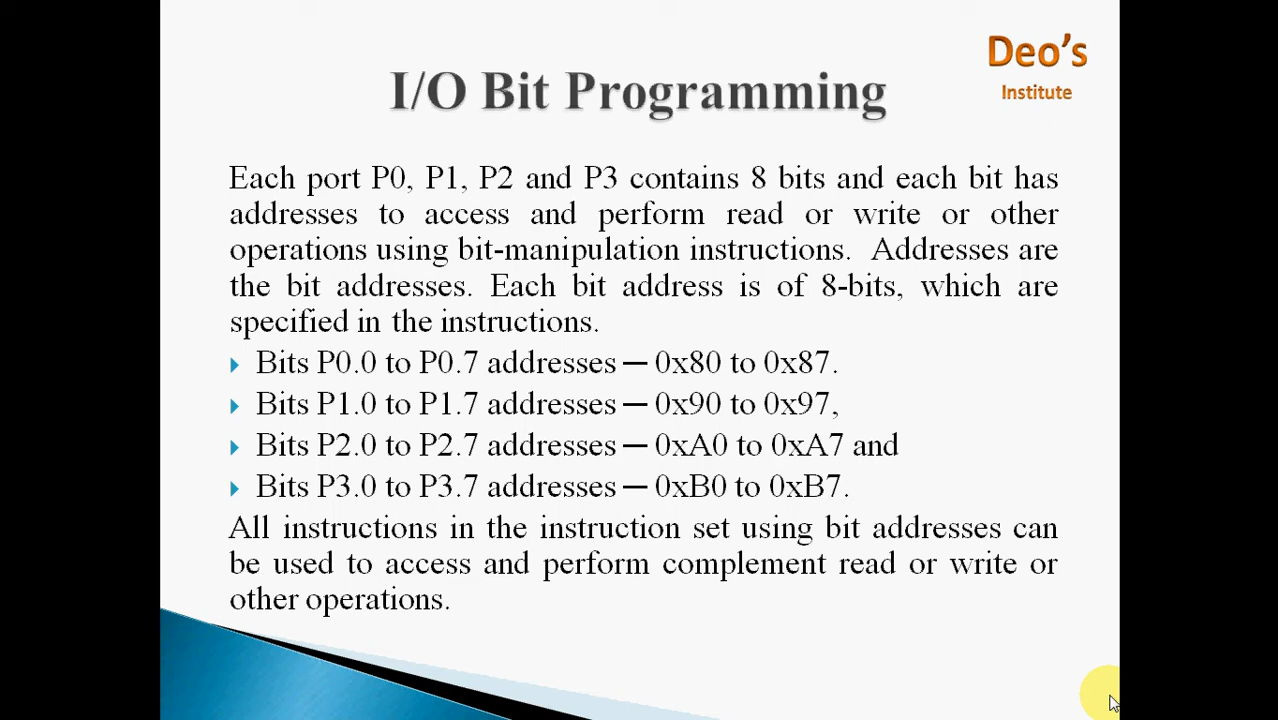 Deo's
Institute
I/O Bit Programming
Each port P0, P1, P2 and P3 contains 8 bits and each bit has
addresses to access and perform read or write or other
operations using bit-manipulation instructions. Addresses are
the bit addresses. Each bit address is of 8-bits, which are
specified in the instructions.
Bits P0.0 to P0.7 addresses — 0x80 to 0x87.
Bits P1.0 to P1.7 addresses — 0x90 to 0x97,
Bits P2.0 to P2.7 addresses — 0xA0 to 0xA7 and
Bits P3.0 to P3.7 addresses — 0xB0 to 0xB7.
All instructions in the instruction set using bit addresses can
be used to access and perform complement read or write or
other operations.